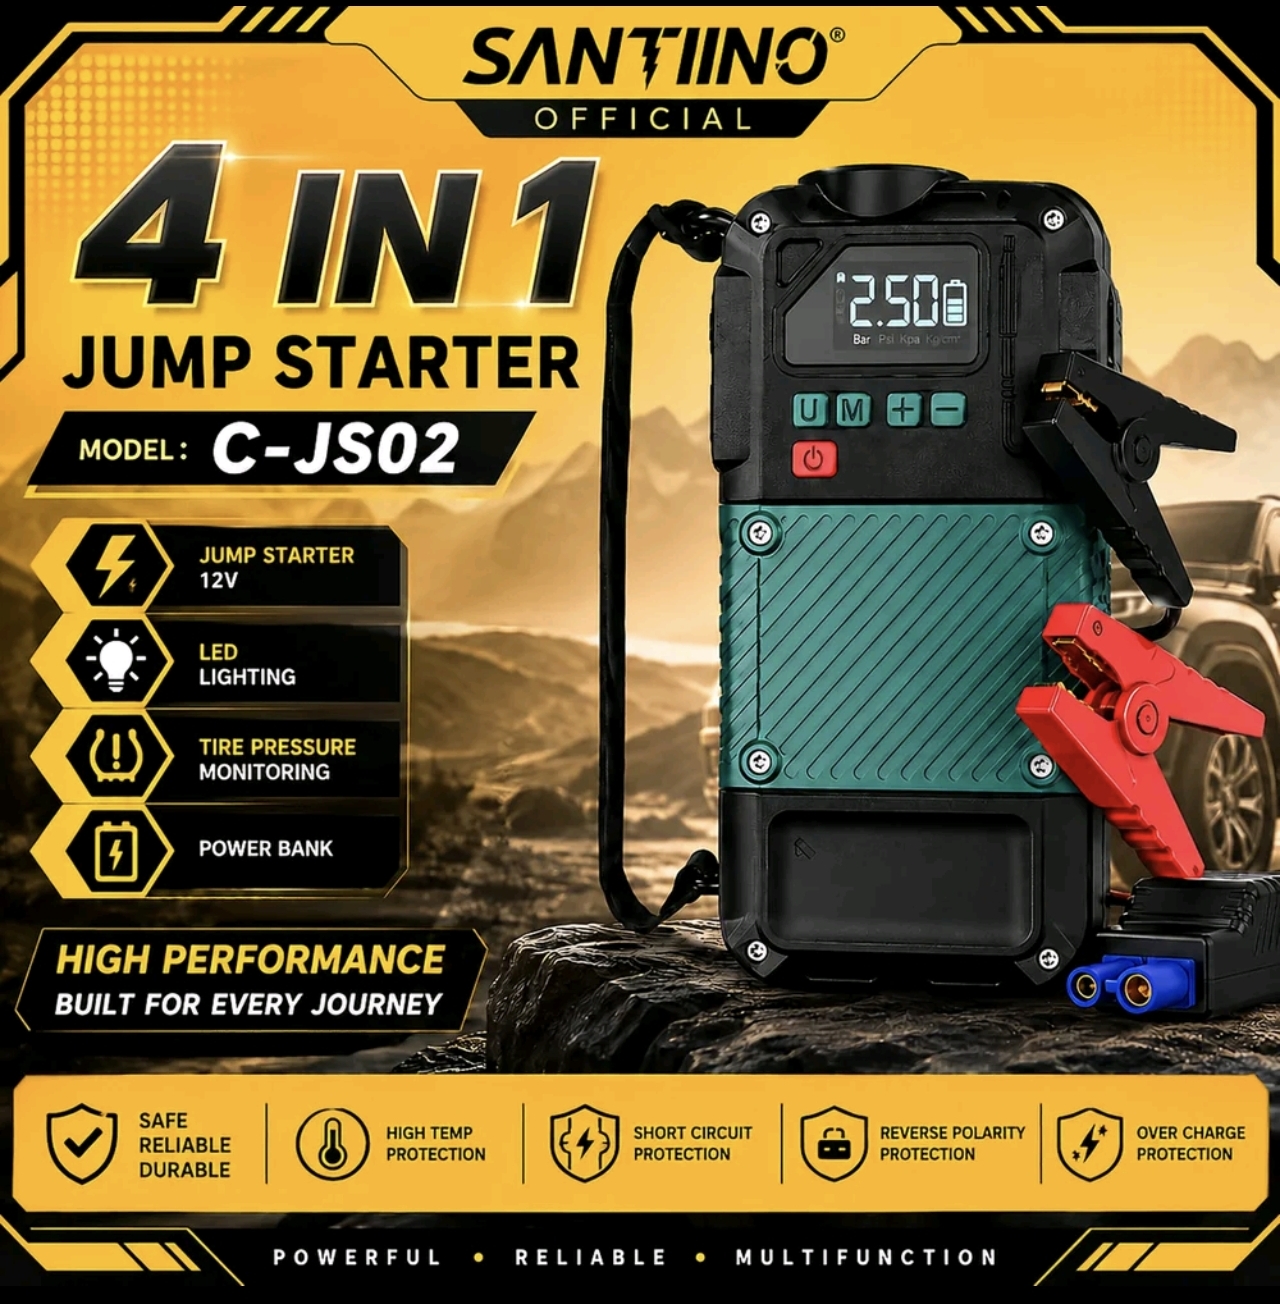 SANTIINO®
OFFICIAL
4 IN 1
JUMP STARTER
MODEL: C-JS02
JUMP STARTER
12V
LED
LIGHTING
TIRE PRESSURE
MONITORING
POWER BANK
HIGH PERFORMANCE
BUILT FOR EVERY JOURNEY
2.50
Bar Psi Kpa Kg/cm²
U M + −
SAFE
RELIABLE
DURABLE
HIGH TEMP
PROTECTION
SHORT CIRCUIT
PROTECTION
REVERSE POLARITY
PROTECTION
OVER CHARGE
PROTECTION
POWERFUL • RELIABLE • MULTIFUNCTION